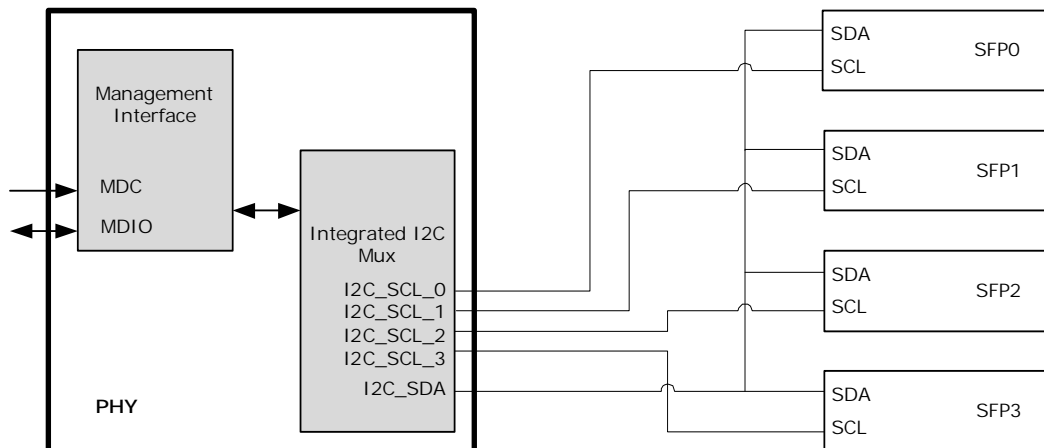 Management
Interface
MDC
MDIO
Integrated I2C
Mux
I2C_SCL_0
I2C_SCL_1
I2C_SCL_2
I2C_SCL_3
I2C_SDA
PHY
SDA
SCL
SFP0
SDA
SCL
SFP1
SDA
SCL
SFP2
SDA
SCL
SFP3